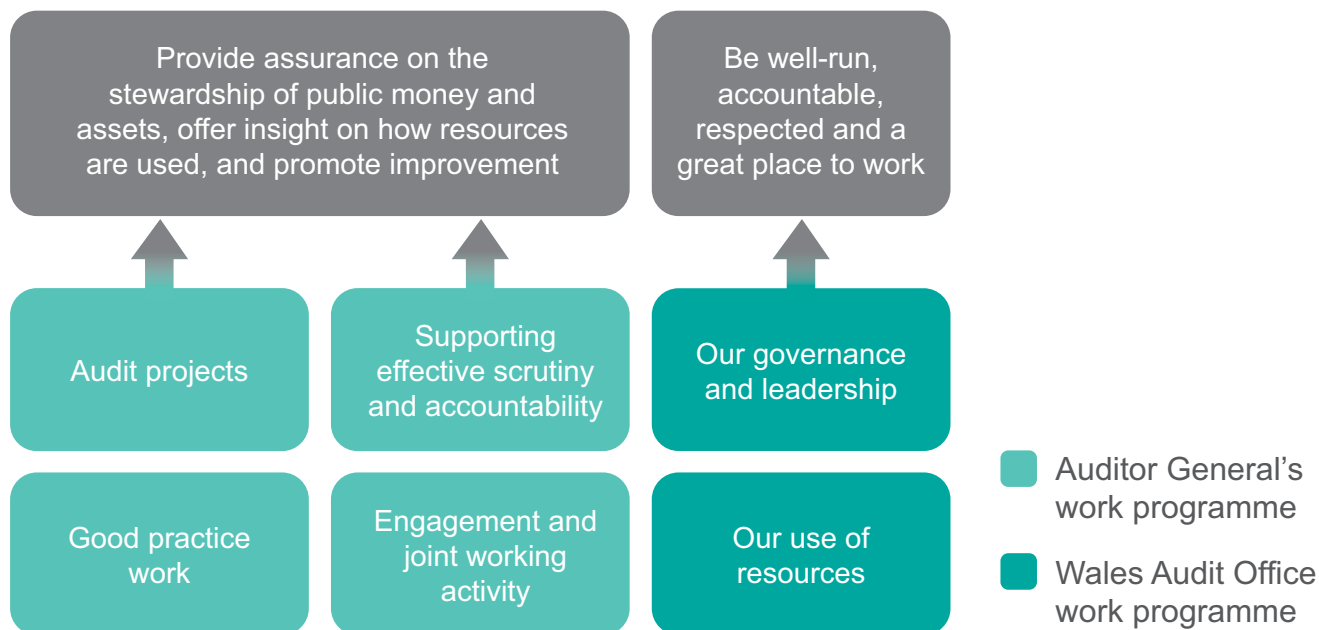 Provide assurance on the
stewardship of public money and
assets, offer insight on how resources
are used, and promote improvement
Be well-run,
accountable,
respected and a
great place to work
Audit projects
Supporting
effective scrutiny
and accountability
Our governance
and leadership
Good practice
work
Engagement and
joint working
activity
Our use of
resources
Auditor General’s
work programme
Wales Audit Office
work programme